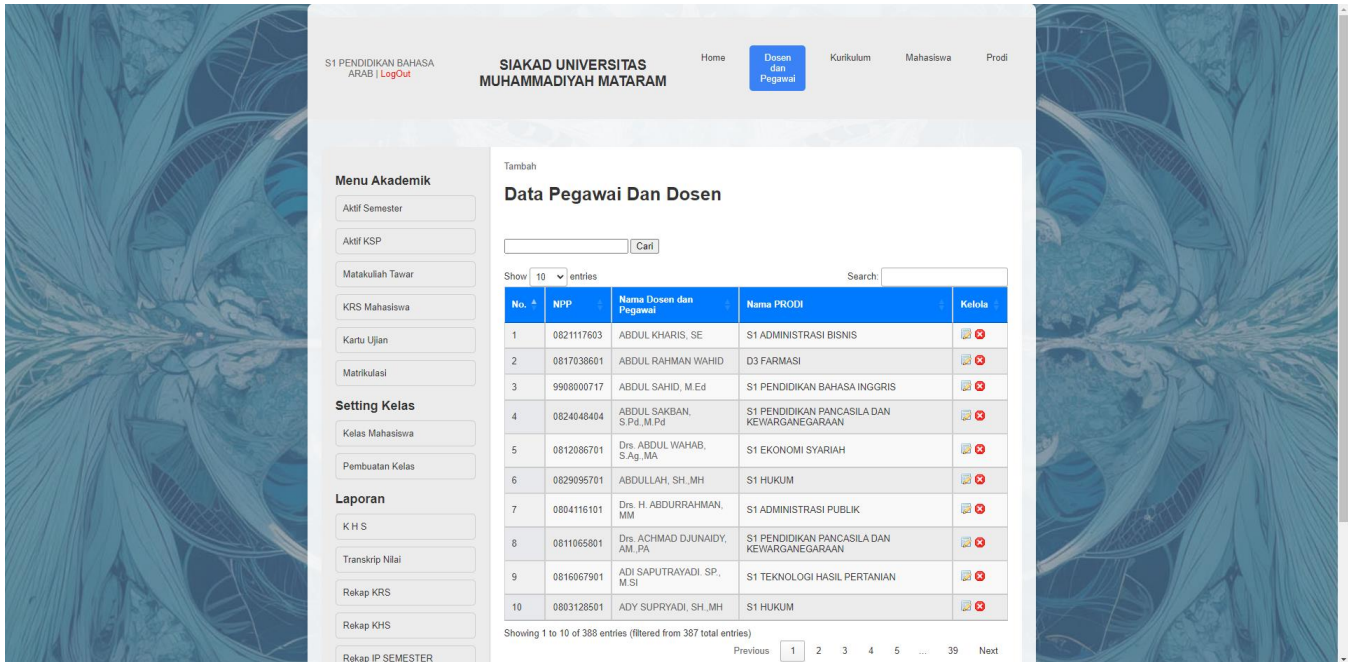 S1 PENDIDIKAN BAHASA
ARAB | LogOut
SIAKAD UNIVERSITAS
MUHAMMADIYAH MATARAM
Home
Dosen
dan
Pegawai
Kurikulum
Mahasiswa
Prodi
Menu Akademik
Aktif Semester
Aktif KSP
Matakuliah Tawar
KRS Mahasiswa
Kartu Ujian
Matrikulasi
Setting Kelas
Kelas Mahasiswa
Pembuatan Kelas
Laporan
K H S
Transkrip Nilai
Rekap KRS
Rekap KHS
Rekap IP SEMESTER
Tambah
Data Pegawai Dan Dosen
Cari
Show 10 entries Search:
No. NPP Nama Dosen dan Pegawai Nama PRODI Kelola
1 0821117603 ABDUL KHARIS, SE S1 ADMINISTRASI BISNIS
2 0817038601 ABDUL RAHMAN WAHID D3 FARMASI
3 9908000717 ABDUL SAHID, M.Ed S1 PENDIDIKAN BAHASA INGGRIS
4 0824048404 ABDUL SAKBAN, S.Pd.,M.Pd S1 PENDIDIKAN PANCASILA DAN KEWARGANEGARAAN
5 0812086701 Drs. ABDUL WAHAB, S.Ag.,MA S1 EKONOMI SYARIAH
6 0829095701 ABDULLAH, SH.,MH S1 HUKUM
7 0804116101 Drs. H. ABDURRAHMAN, MM S1 ADMINISTRASI PUBLIK
8 0811065801 Drs. ACHMAD DJUNAIDY, AM.,PA S1 PENDIDIKAN PANCASILA DAN KEWARGANEGARAAN
9 0816067901 ADI SAPUTRAYADI. SP., M.SI S1 TEKNOLOGI HASIL PERTANIAN
10 0803128501 ADY SUPRYADI, SH.,MH S1 HUKUM
Showing 1 to 10 of 388 entries (filtered from 387 total entries)
Previous 1 2 3 4 5 ... 39 Next